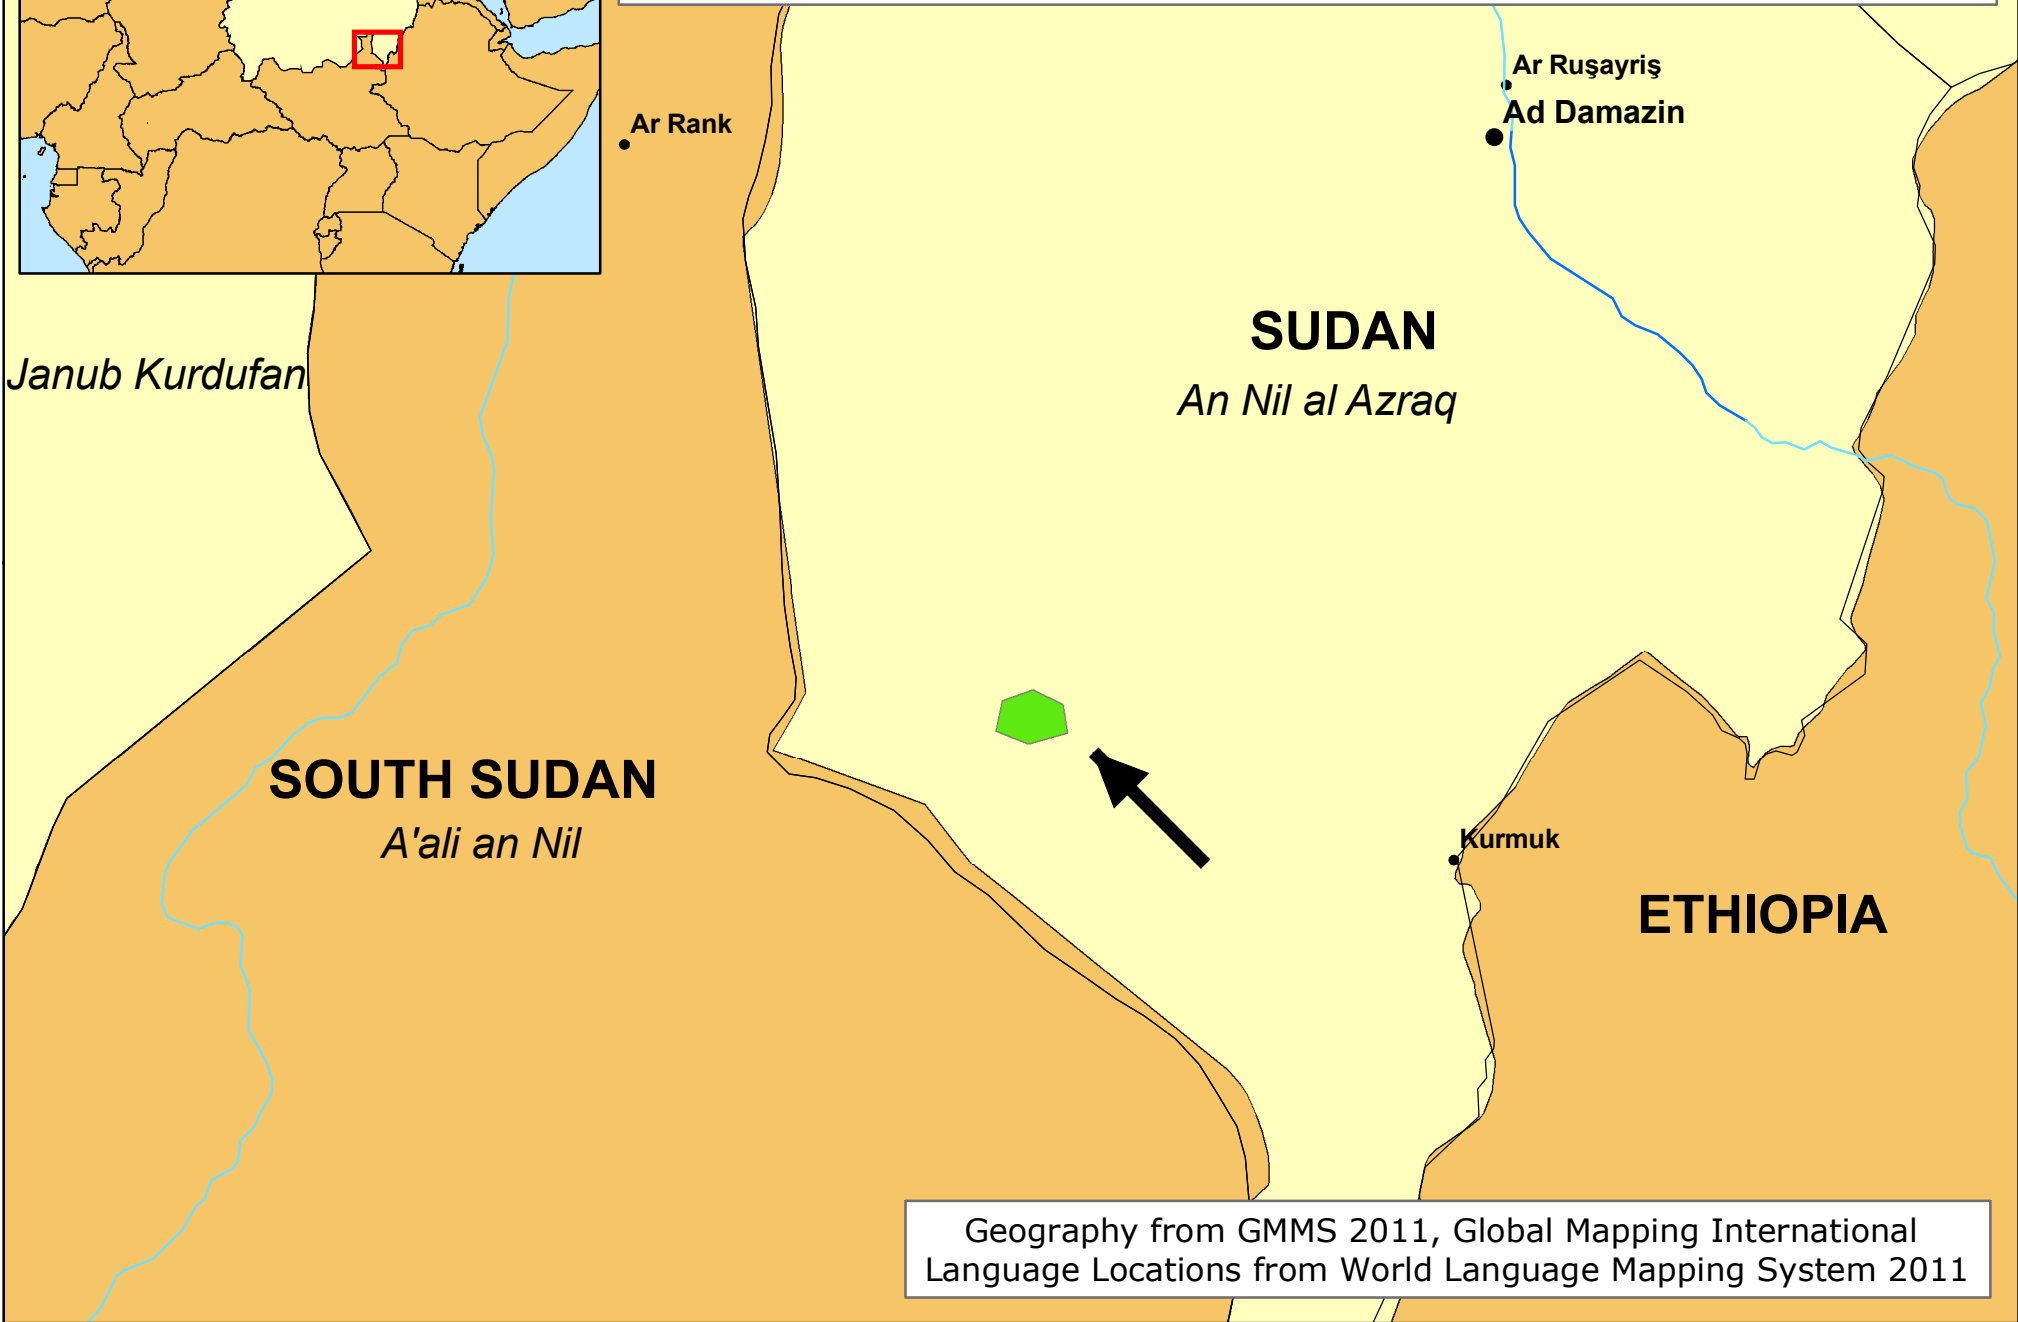 Ar Ruşayriş
Ad Damazin
Ar Rank
SUDAN
An Nil al Azraq
Janub Kurdufan
SOUTH SUDAN
A'ali an Nil
Kurmuk
ETHIOPIA
Geography from GMMS 2011, Global Mapping International
Language Locations from World Language Mapping System 2011